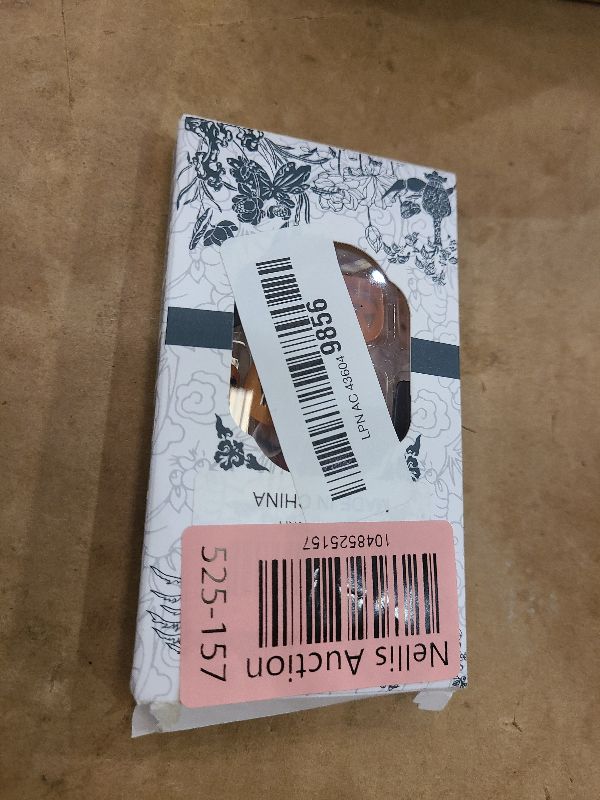 LPN AC 43604 9856
MADE IN CHINA
1048525157
Nellis Auction
525-157